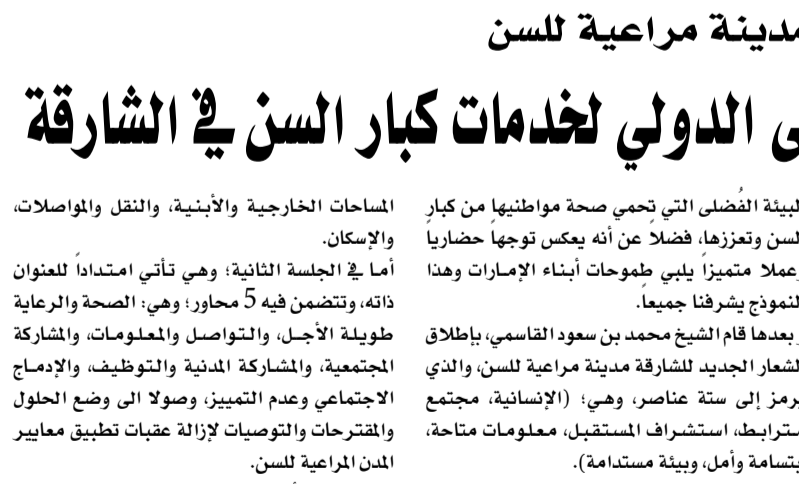 مدينة مراعية للسن
ى الدولي لخدمات كبار السن في الشارقة
لبيئة الفُضلى التي تحمي صحة مواطنيها من كبار
لسن وتعززها، فضلاً عن أنه يعكس توجهاً حضارياً
عملا متميزاً يلبي طموحات أبناء الإمارات وهذا
لنموذج يشرفنا جميعاً.
و بعدها قام الشيخ محمد بن سعود القاسمي، بإطلاق
لشعار الجديد للشارقة مدينة مراعية للسن، والذي
يرمز إلى ستة عناصر، وهي؛ (الإنسانية، مجتمع
مترابط، استشراف المستقبل، معلومات متاحة،
بتسامة وأمل، وبيئة مستدامة).
المساحات الخارجية والأبنية، والنقل والمواصلات،
والإسكان.
أما في الجلسة الثانية؛ وهي تأتي امتداداً للعنوان
ذاته، وتتضمن فيه 5 محاور؛ وهي: الصحة والرعاية
طويلة الأجل، والتواصل والمعلومات، والمشاركة
المجتمعية، والمشاركة المدنية والتوظيف، والإدماج
الاجتماعي وعدم التمييز، وصولا الى وضع الحلول
والمقترحات والتوصيات لإزالة عقبات تطبيق معايير
المدن المراعية للسن.